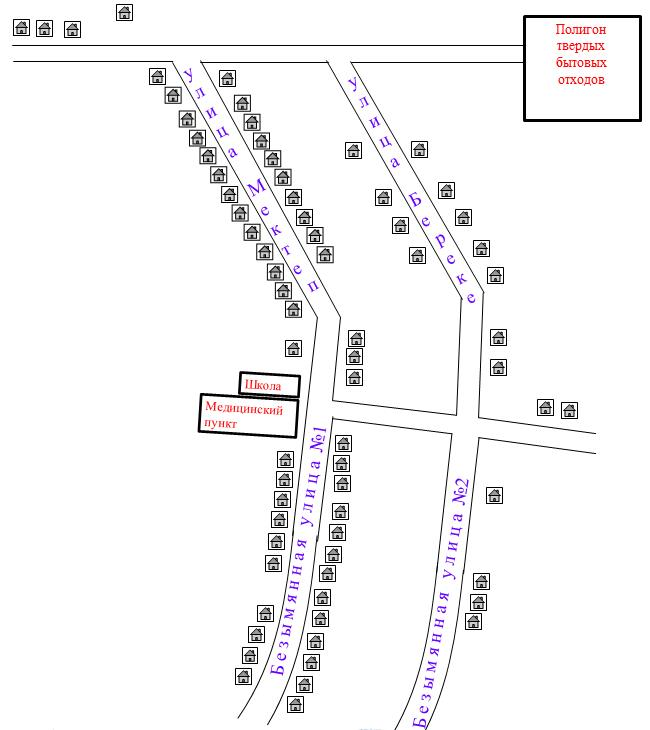 Полигон
твердых
бытовых
отходов
улица Мектеп
улица Береке
Школа
Медицинский
пункт
Безымянная улица №1
Безымянная улица №2